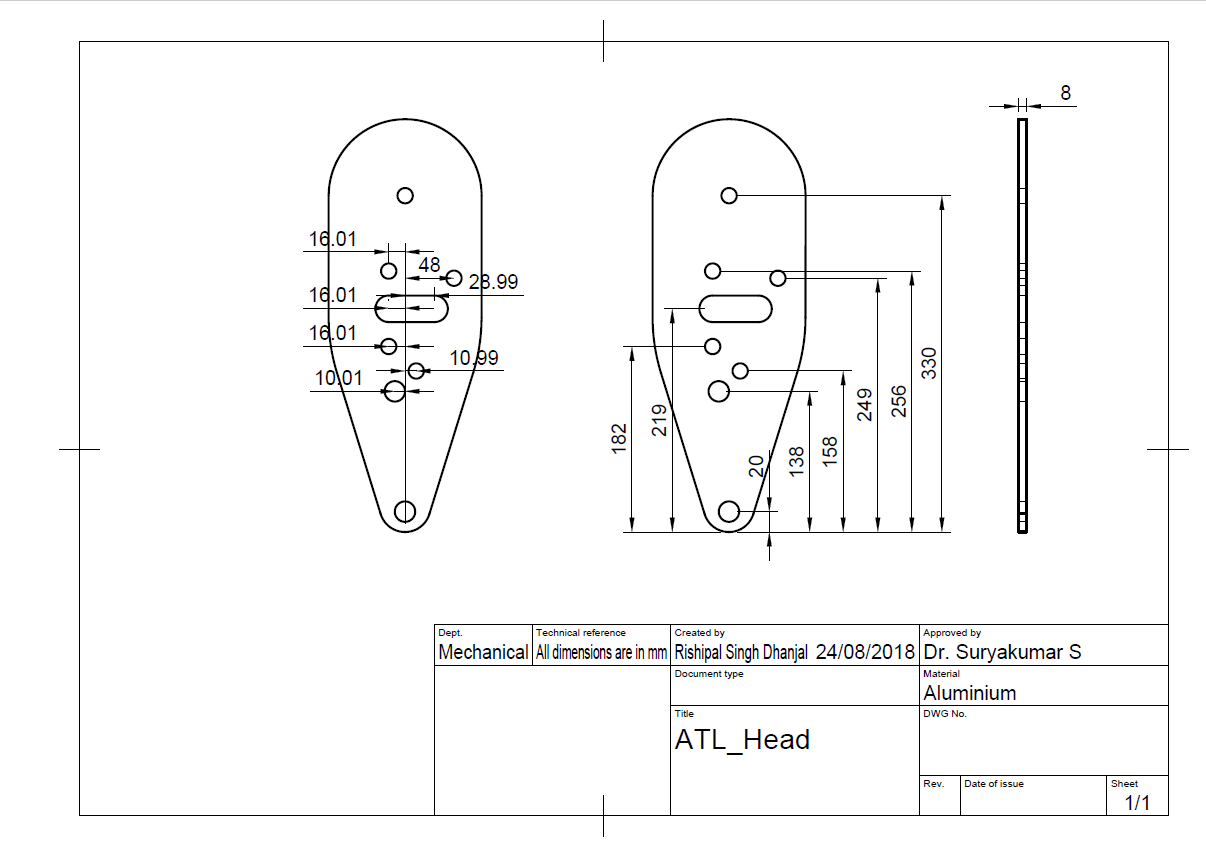 8
16.01
48
28.99
16.01
16.01
10.99
10.01
182
219
20
138
158
249
256
330
Dept.
Mechanical
Technical reference
All dimensions are in mm
Created by
Rishipal Singh Dhanjal 24/08/2018
Approved by
Dr. Suryakumar S
Document type
Material
Aluminium
Title
ATL_Head
DWG No.
Rev.
Date of issue
Sheet
1/1